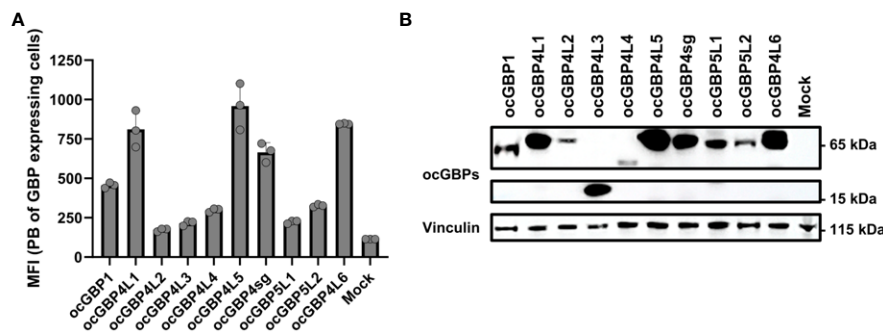 A
MFI (PB of GBP expressing cells)
1250
1000
750
500
250
0
ocGBP1
ocGBP4L1
ocGBP4L2
ocGBP4L3
ocGBP4L4
ocGBP4L5
ocGBP4sg
ocGBP5L1
ocGBP5L2
ocGBP4L6
Mock
B
ocGBP1
ocGBP4L1
ocGBP4L2
ocGBP4L3
ocGBP4L4
ocGBP4L5
ocGBP4sg
ocGBP5L1
ocGBP5L2
ocGBP4L6
Mock
ocGBPs
65 kDa
15 kDa
Vinculin
115 kDa